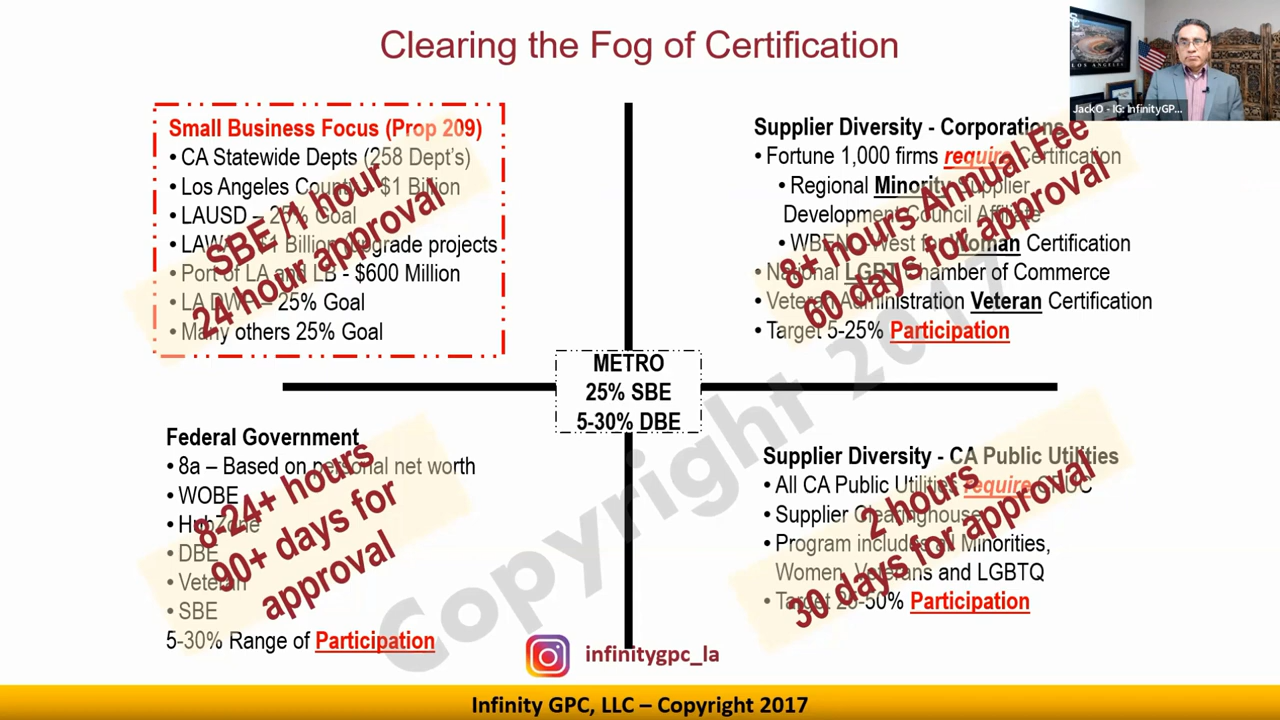 Clearing the Fog of Certification
LOS ANGELES
JackO - IG: InfinityGP...
Small Business Focus (Prop 209)
• CA Statewide Depts (258 Dept's)
• Los Angeles County - $1 Billion
• LAUSD – 25% Goal
• LAWA $1 Billion upgrade projects
• Port of LA and LB - $600 Million
• LA DWP – 25% Goal
• Many others 25% Goal
SBE /1 hour
24 hour approval
Supplier Diversity - Corporations
• Fortune 1,000 firms require Certification
• Regional Minority Supplier
Development Council Affiliate
• WBENC-West for Woman Certification
• National LGBT Chamber of Commerce
• Veteran Administration Veteran Certification
• Target 5-25% Participation
8+ hours Annual Fee
60 days for approval
METRO
25% SBE
5-30% DBE
Federal Government
• 8a – Based on personal net worth
• WOBE
• HubZone
• DBE
• Veteran
• SBE
5-30% Range of Participation
8-24+ hours
90+ days for
approval
Supplier Diversity - CA Public Utilities
• All CA Public Utilities require CPUC
• Supplier Clearinghouse
• Program includes all Minorities,
Women, Veterans and LGBTQ
• Target 25-50% Participation
2 hours
30 days for approval
Copyright 2017
infinitygpc_la
Infinity GPC, LLC – Copyright 2017